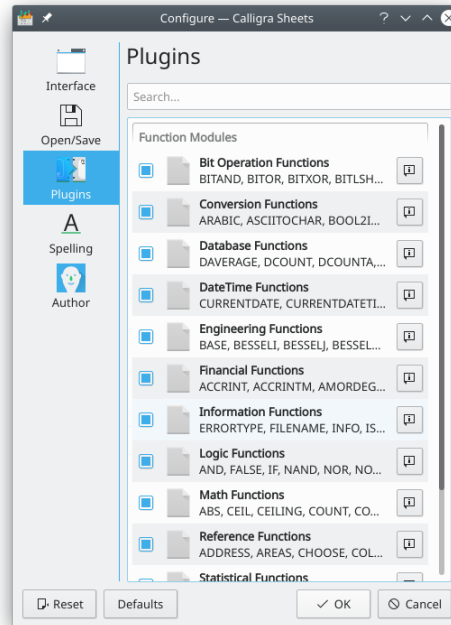 Configure — Calligra Sheets
Plugins
Search...
Interface
Open/Save
Plugins
Spelling
Author
Function Modules
Bit Operation Functions
BITAND, BITOR, BITXOR, BITLSH...
Conversion Functions
ARABIC, ASCIITOCHAR, BOOL2I...
Database Functions
DAVERAGE, DCOUNT, DCOUNTA,...
DateTime Functions
CURRENTDATE, CURRENTDATETI...
Engineering Functions
BASE, BESSELI, BESSELJ, BESSEL...
Financial Functions
ACCRINT, ACCRINTM, AMORDEG...
Information Functions
ERRORTYPE, FILENAME, INFO, IS...
Logic Functions
AND, FALSE, IF, NAND, NOR, NO...
Math Functions
ABS, CEIL, CEILING, COUNT, CO...
Reference Functions
ADDRESS, AREAS, CHOOSE, COL...
Statistical Functions
Reset
Defaults
OK
Cancel